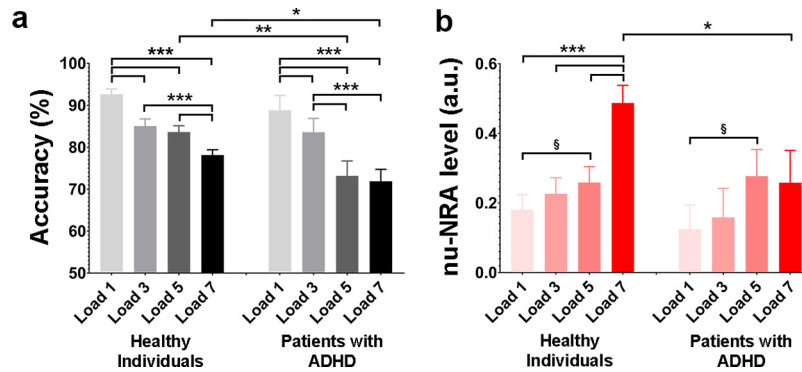 a
*
**
***
***
***
***
Accuracy (%)
100
90
80
70
60
50
Load 1
Load 3
Load 5
Load 7
Load 1
Load 3
Load 5
Load 7
Healthy
Individuals
Patients with
ADHD
b
*
***
§
§
nu-NRA level (a.u.)
0.6
0.4
0.2
0.0
Load 1
Load 3
Load 5
Load 7
Load 1
Load 3
Load 5
Load 7
Healthy
Individuals
Patients with
ADHD